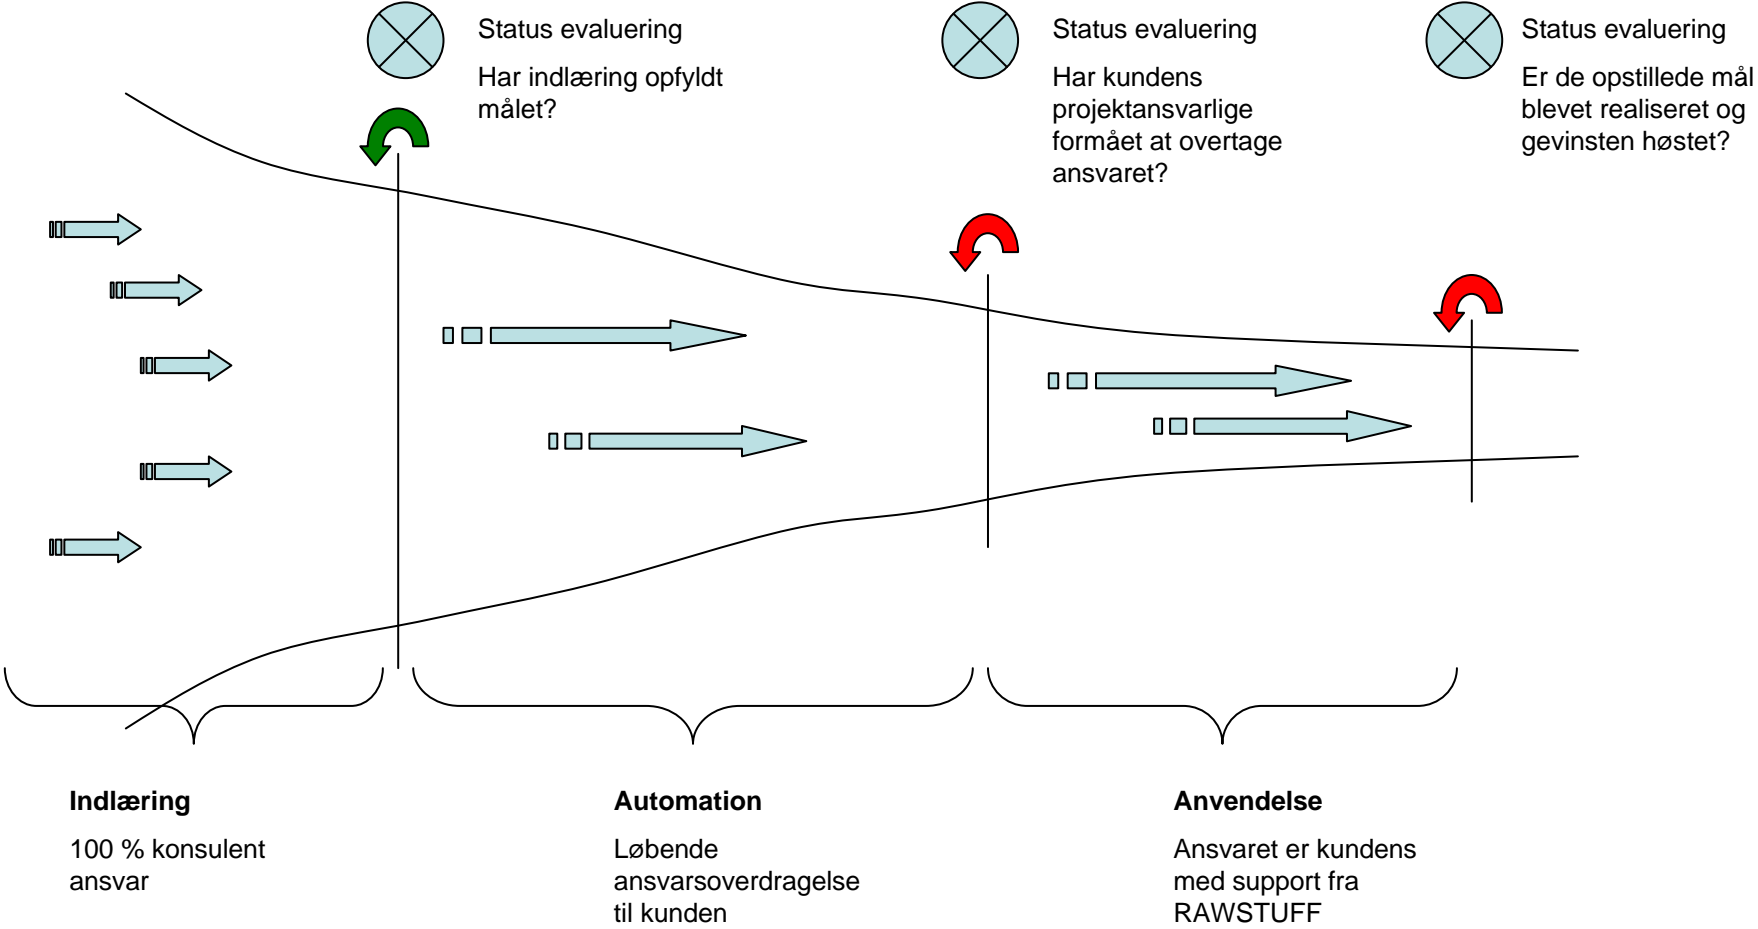 Status evaluering
Har indlæring opfyldt
målet?
Status evaluering
Har kundens
projektansvarlige
formået at overtage
ansvaret?
Status evaluering
Er de opstillede mål
blevet realiseret og
gevinsten høstet?
Indlæring
100 % konsulent
ansvar
Automation
Løbende
ansvarsoverdragelse
til kunden
Anvendelse
Ansvaret er kundens
med support fra
RAWSTUFF